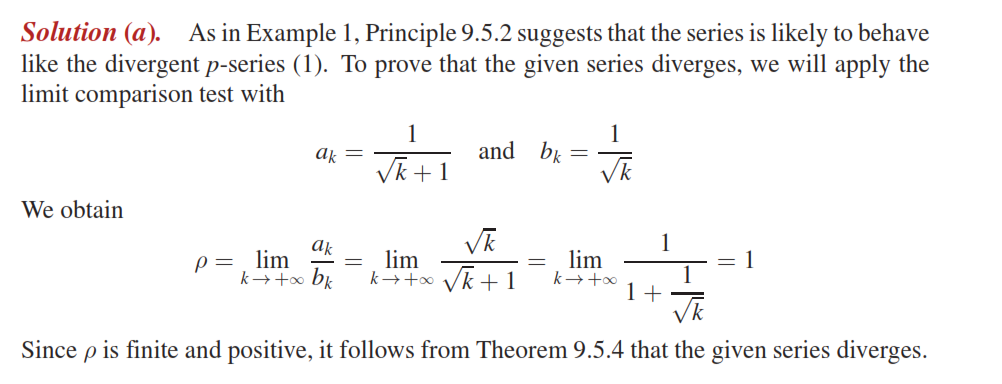 Solution (a). As in Example 1, Principle 9.5.2 suggests that the series is likely to behave
like the divergent p-series (1). To prove that the given series diverges, we will apply the
limit comparison test with
a_k = 1/(√k + 1) and b_k = 1/√k
We obtain
ρ = lim_{k→+∞} a_k/b_k = lim_{k→+∞} √k/(√k + 1) = lim_{k→+∞} 1/(1 + 1/√k) = 1
Since ρ is finite and positive, it follows from Theorem 9.5.4 that the given series diverges.